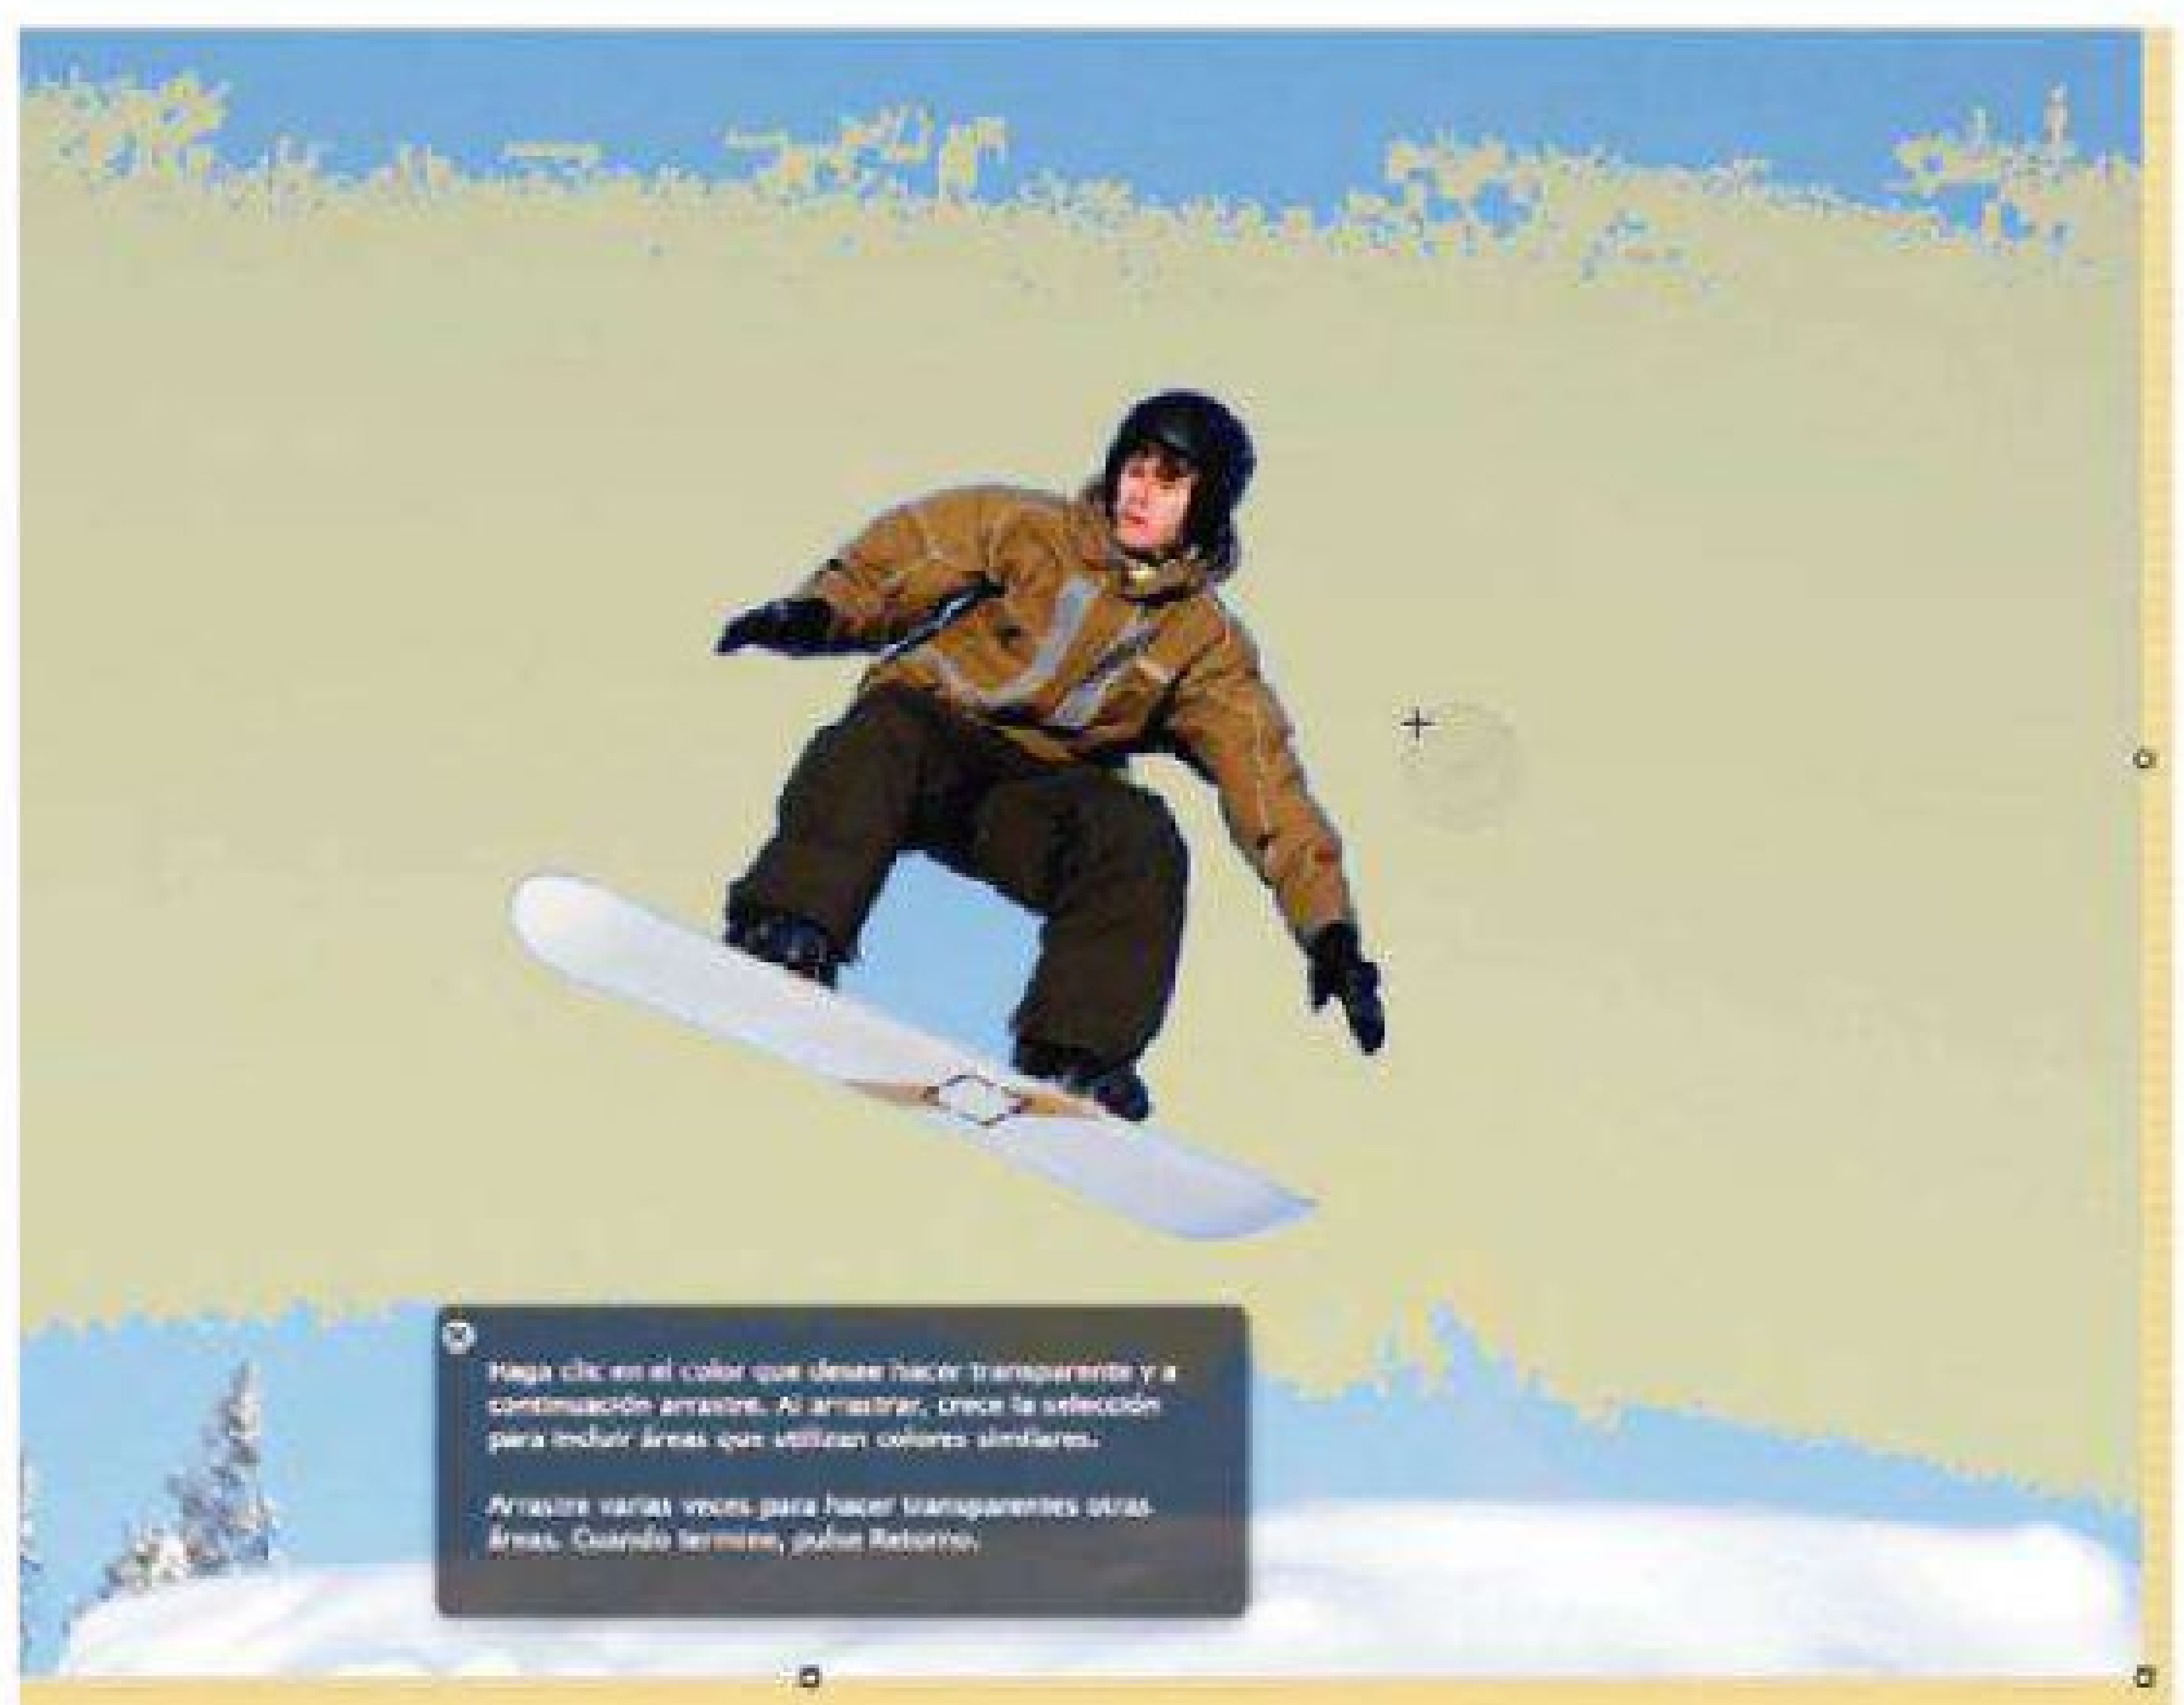 Haga clic en el color que desee hacer transparente y a
continuación arrastre. Al arrastrar, crece la selección
para incluir áreas que utilizan colores similares.
Arrastre varias veces para hacer transparentes otras
áreas. Cuando termine, pulse Retorno.